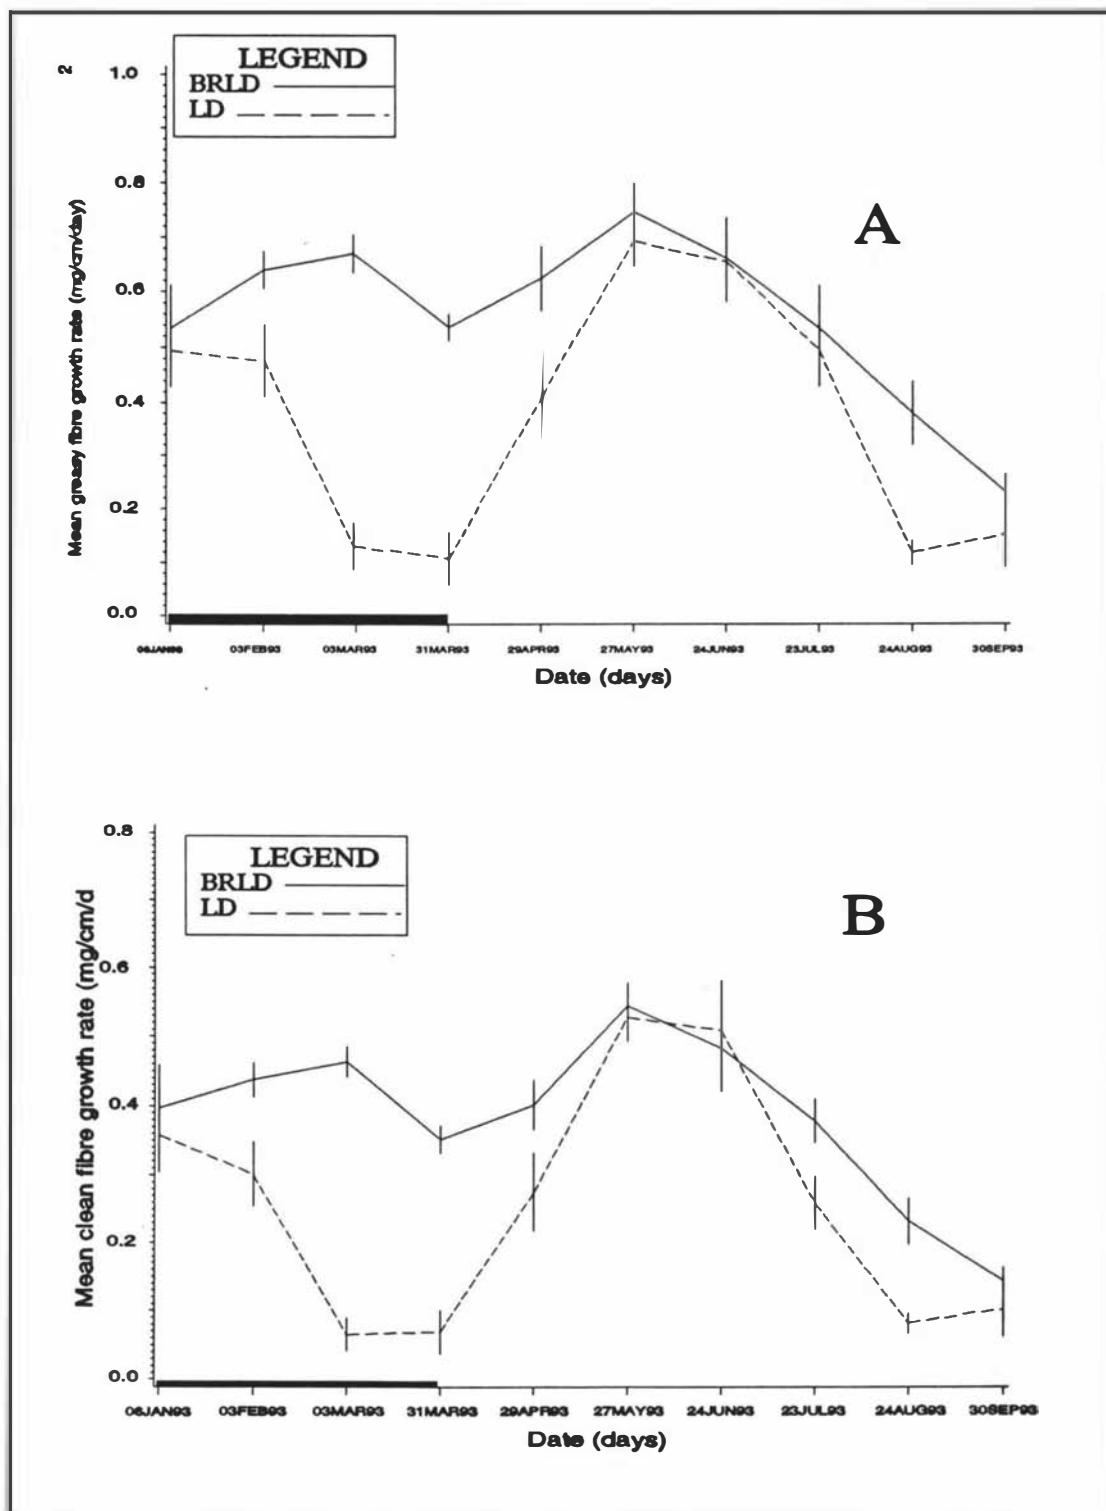 2
LEGEND
BRLD
LD
A
Mean greasy fibre growth rate (mg/cm/day)
1.0
0.8
0.6
0.4
0.2
0.0
03FEB93 03MAR93 31MAR93 29APR93 27MAY93 24JUN93 23JUL93 24AUG93 30SEP93
Date (days)
LEGEND
BRLD
LD
B
Mean clean fibre growth rate (mg/cm/d
0.8
0.6
0.4
0.2
0.0
06JAN93 03FEB93 03MAR93 31MAR93 29APR93 27MAY93 24JUN93 23JUL93 24AUG93 30SEP93
Date (days)